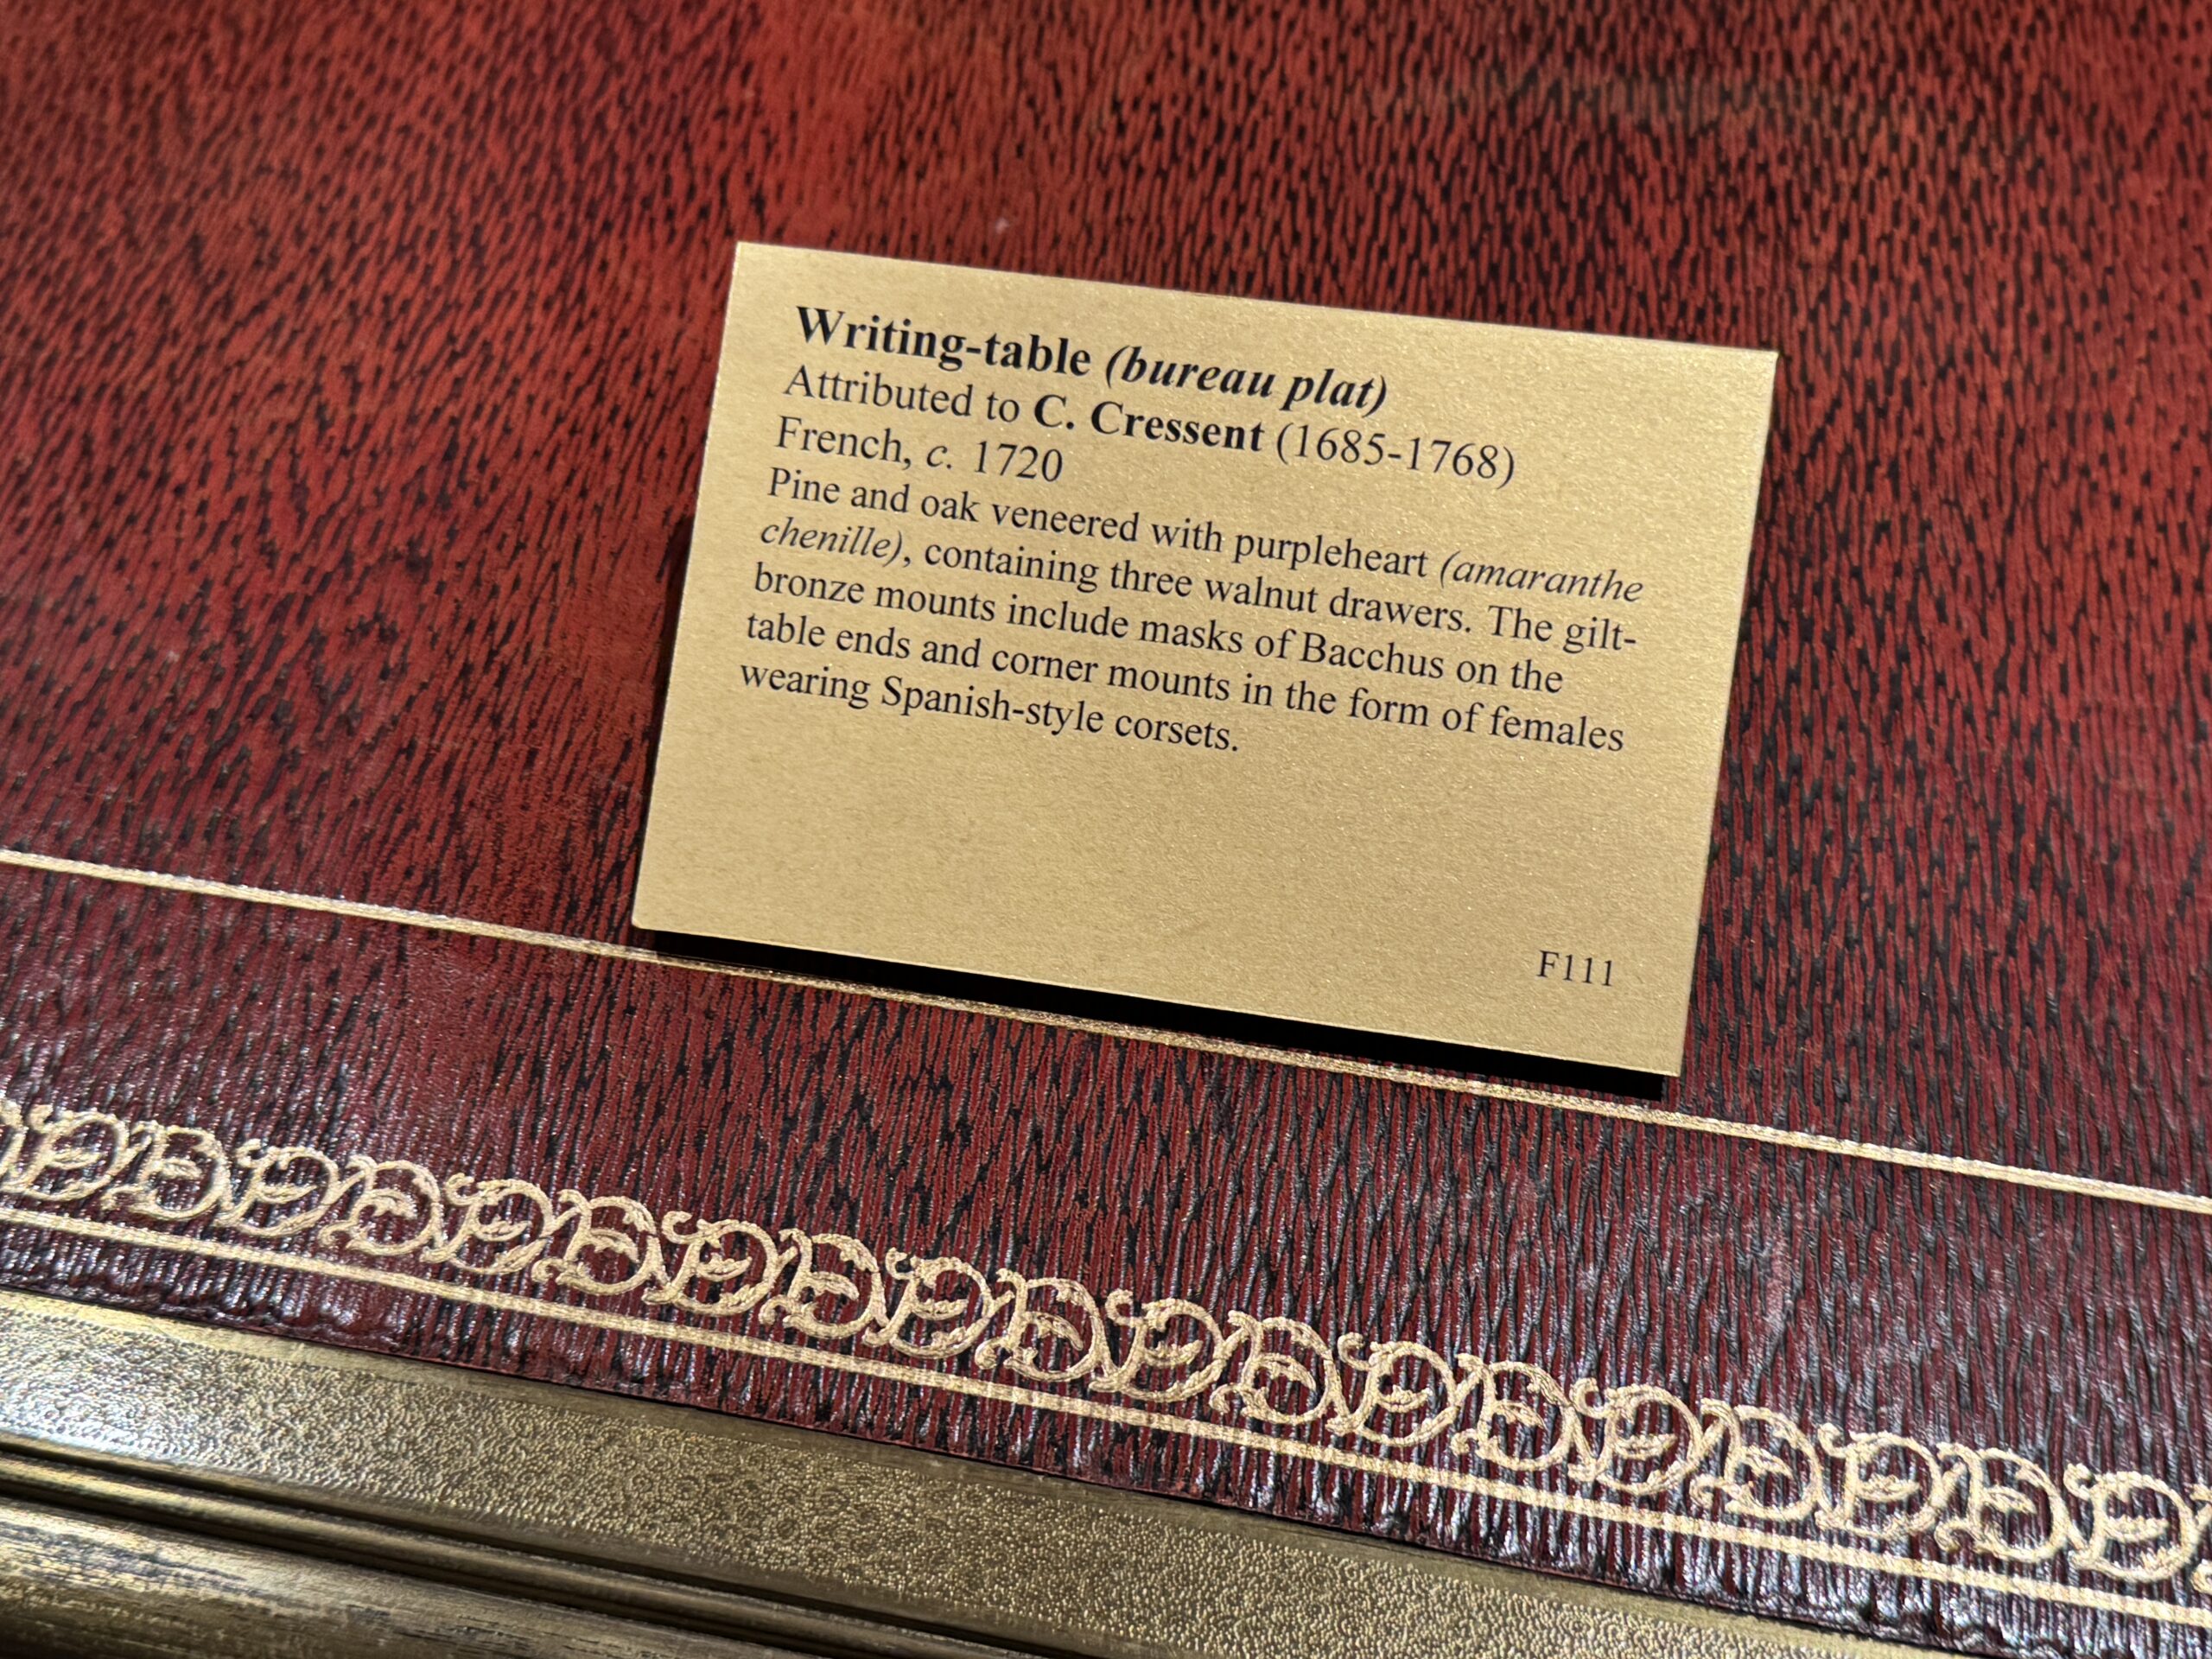 Writing-table (bureau plat)
Attributed to C. Cressent (1685-1768)
French, c. 1720
Pine and oak veneered with purpleheart (amaranthe
chenille), containing three walnut drawers. The gilt-
bronze mounts include masks of Bacchus on the
table ends and corner mounts in the form of females
wearing Spanish-style corsets.
F111